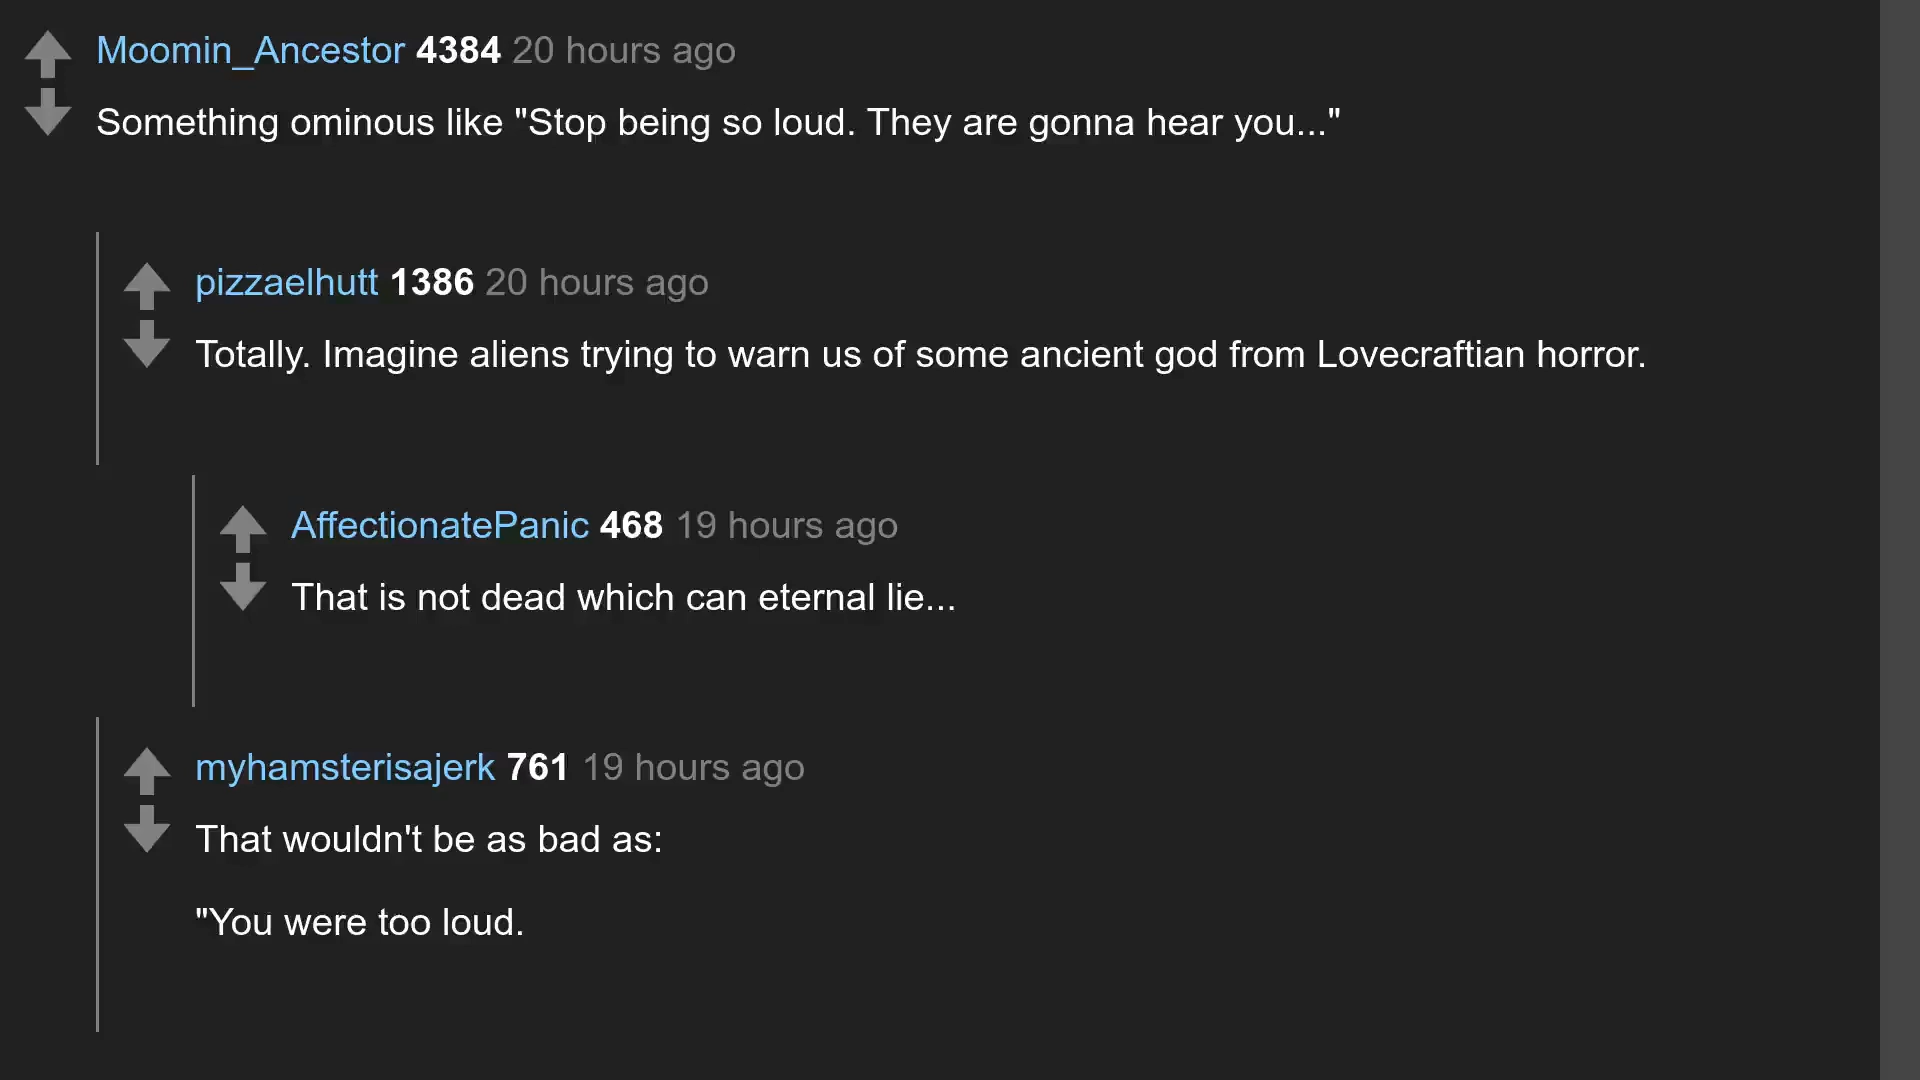 Moomin_Ancestor 4384 20 hours ago
Something ominous like "Stop being so loud. They are gonna hear you..."
pizzaelhutt 1386 20 hours ago
Totally. Imagine aliens trying to warn us of some ancient god from Lovecraftian horror.
AffectionatePanic 468 19 hours ago
That is not dead which can eternal lie...
myhamsterisajerk 761 19 hours ago
That wouldn't be as bad as:
"You were too loud.